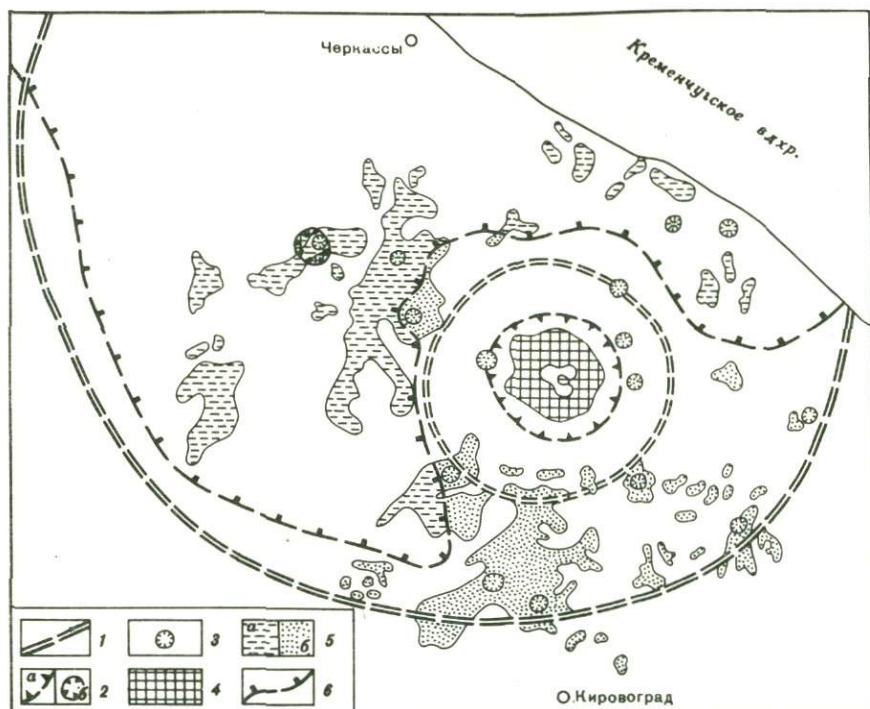 Черкассы
Кременчугское
вдхр.
1
3
а
б
5
а
б
2
4
6
Кировоград